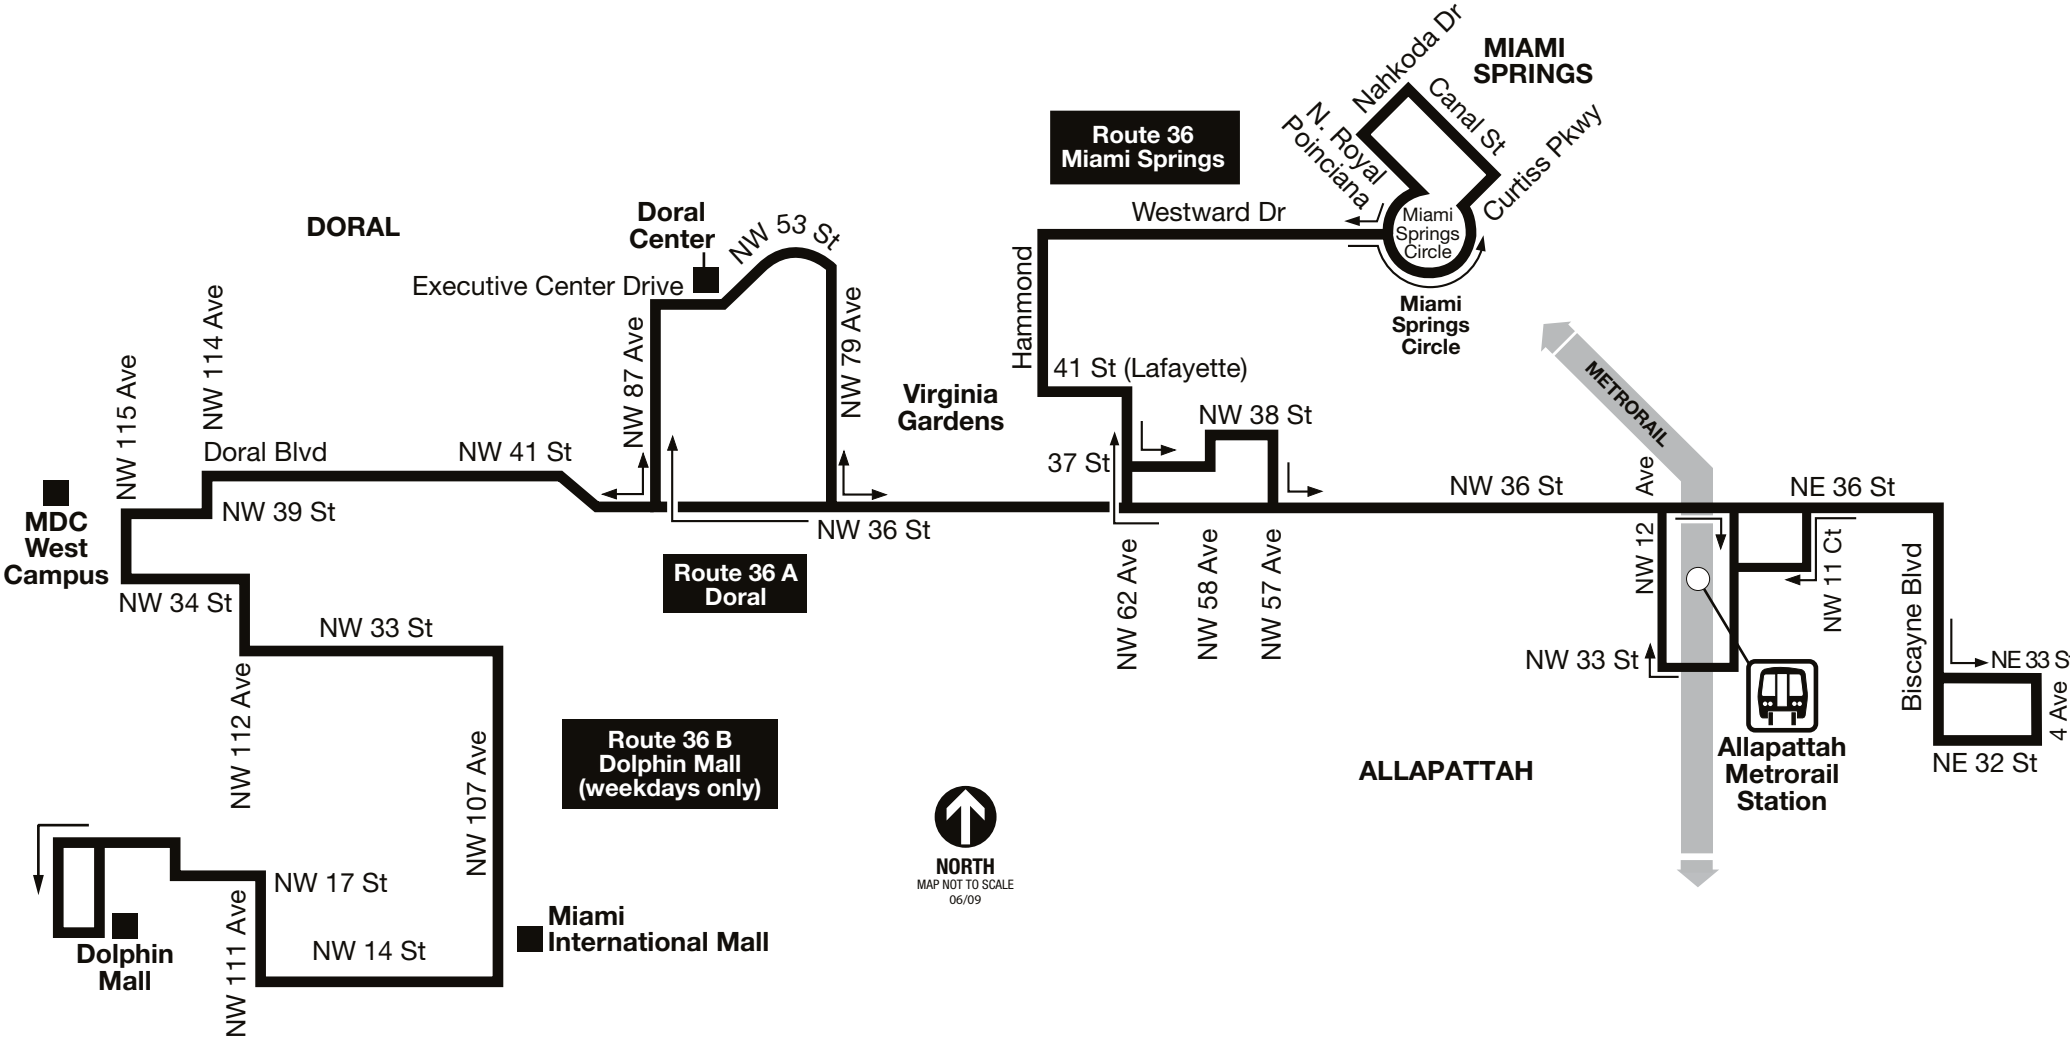 Nahkoda Dr
MIAMI
SPRINGS
Canal St
Curtiss Pkwy
N. Royal
Poinciana
Route 36
Miami Springs
Westward Dr
Miami
Springs
Circle
Miami
Springs
Circle
Hammond
41 St (Lafayette)
DORAL
Doral
Center
NW 53 St
Executive Center Drive
NW 87 Ave
NW 79 Ave
Virginia
Gardens
METRORAIL
NW 115 Ave
NW 114 Ave
Doral Blvd
NW 41 St
NW 38 St
37 St
NW 36 St
NW 12 Ave
NE 36 St
MDC
West
Campus
NW 39 St
NW 36 St
Route 36 A
Doral
NW 62 Ave
NW 58 Ave
NW 57 Ave
NW 11 Ct
Biscayne Blvd
NW 34 St
NW 33 St
NW 33 St
NE 33 S
4 Ave
NE 32 St
NW 112 Ave
NW 107 Ave
Route 36 B
Dolphin Mall
(weekdays only)
ALLAPATTAH
Allapattah
Metrorail
Station
NORTH
MAP NOT TO SCALE
06/09
NW 17 St
NW 111 Ave
NW 14 St
Miami
International Mall
Dolphin
Mall